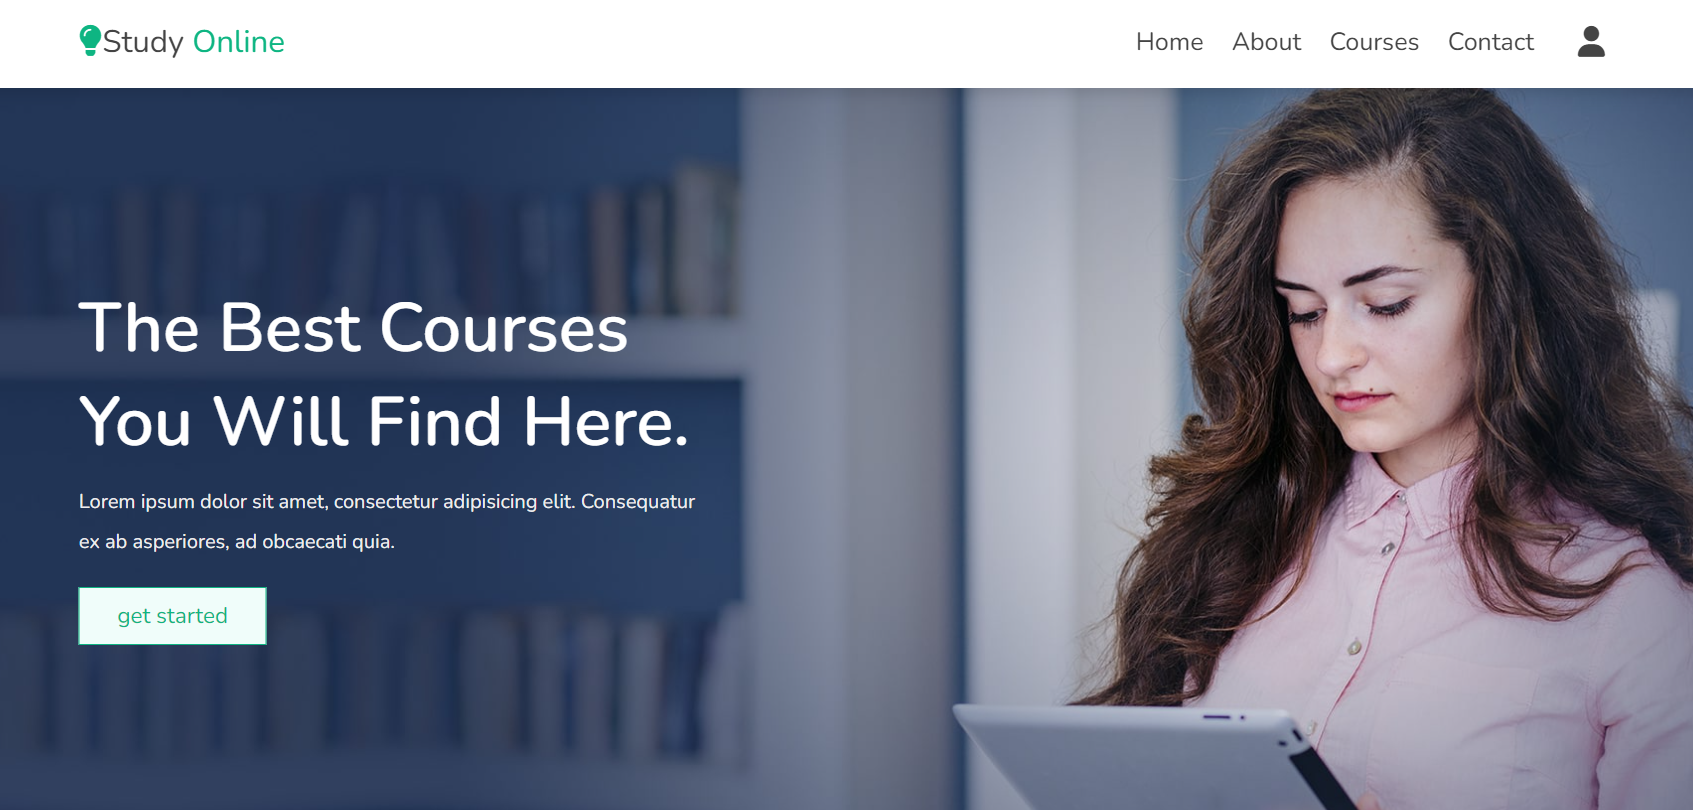 Study Online
Home About Courses Contact
The Best Courses
You Will Find Here.
Lorem ipsum dolor sit amet, consectetur adipisicing elit. Consequatur
ex ab asperiores, ad obcaecati quia.
get started